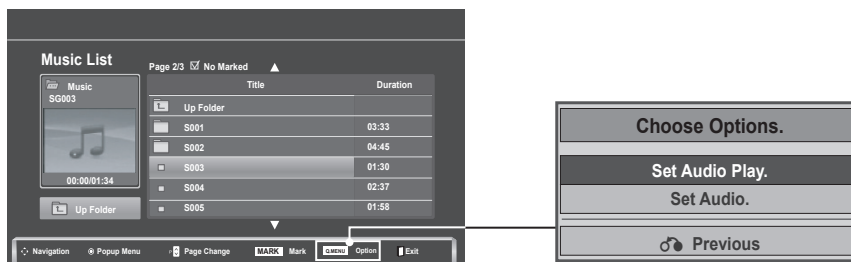 Music List
Page 2/3 No Marked
Music
SG003
00:00/01:34
Up Folder
Title Duration
Up Folder
S001 03:33
S002 04:45
S003 01:30
S004 02:37
S005 01:58
Navigation Popup Menu P Page Change MARK Mark Q.MENU Option Exit
Choose Options.
Set Audio Play.
Set Audio.
Previous